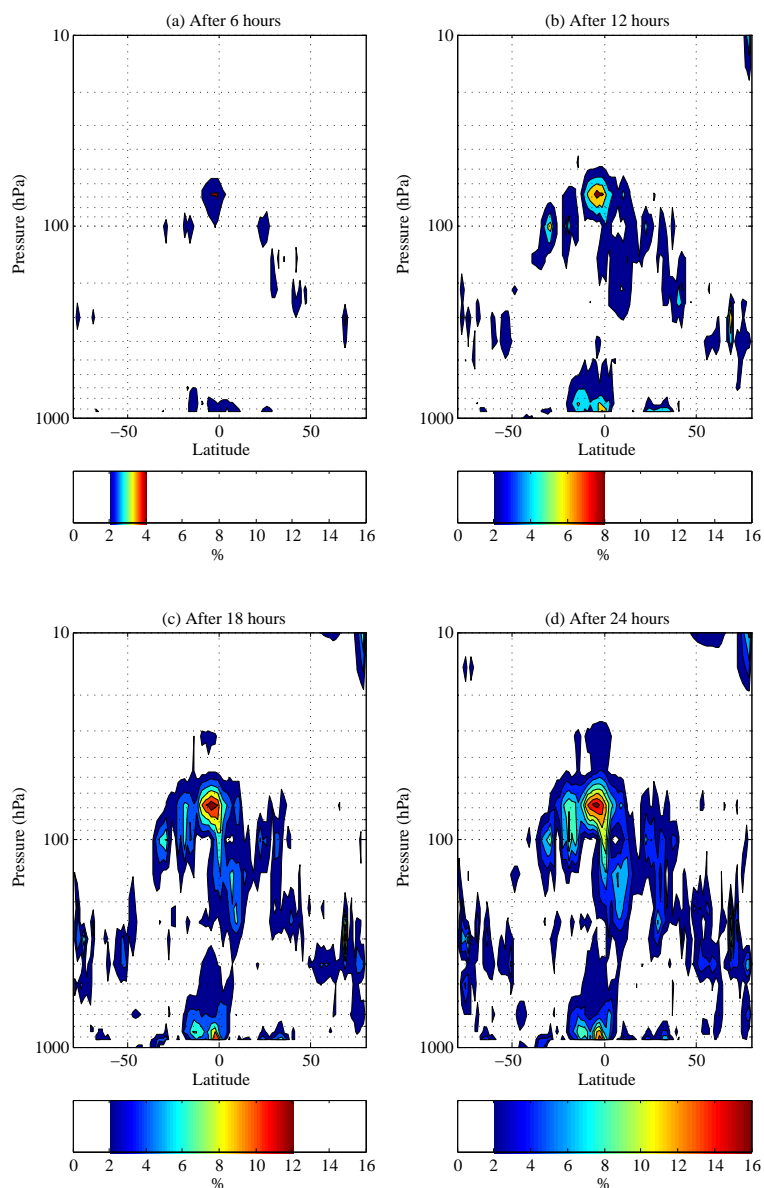 (a) After 6 hours
10
100
1000
Pressure (hPa)
−50 0 50
Latitude
0 2 4 6 8 10 12 14 16
%
(b) After 12 hours
10
100
1000
Pressure (hPa)
−50 0 50
Latitude
0 2 4 6 8 10 12 14 16
%
(c) After 18 hours
10
100
1000
Pressure (hPa)
−50 0 50
Latitude
0 2 4 6 8 10 12 14 16
%
(d) After 24 hours
10
100
1000
Pressure (hPa)
−50 0 50
Latitude
0 2 4 6 8 10 12 14 16
%